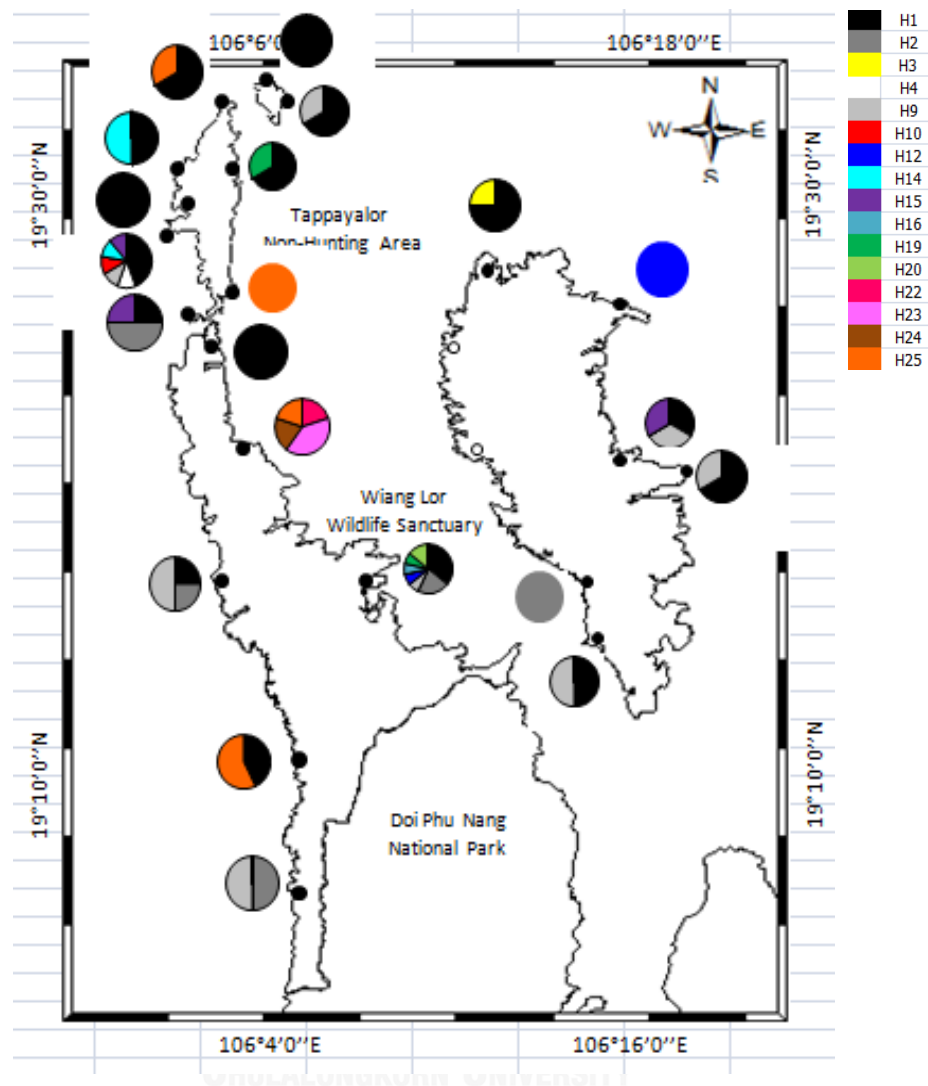 106°6'0
106°18'0''E
H1
H2
H3
H4
H9
H10
H12
H14
H15
H16
H19
H20
H22
H23
H24
H25
N
W E
S
19°30'0''N
19°30'0''N
Tappayalor
Non-Hunting Area
Wiang Lor
Wildlife Sanctuary
19°10'0''N
19°10'0''N
Doi Phu Nang
National Park
106°4'0''E
106°16'0''E
CHULALONGKORN UNIVERSITY